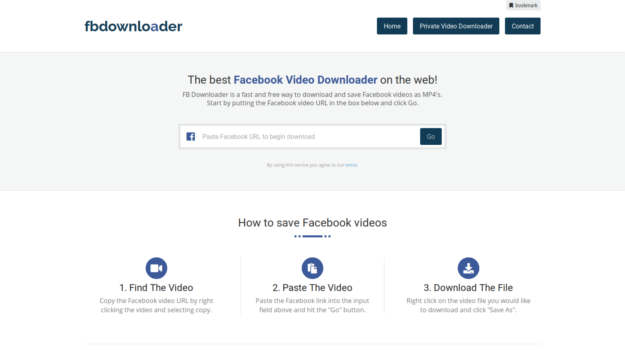 bookmark
fbdownloader
Home
Private Video Downloader
Contact
The best Facebook Video Downloader on the web!
FB Downloader is a fast and free way to download and save Facebook videos as MP4's.
Start by putting the Facebook video URL in the box below and click Go.
Paste Facebook URL to begin download
Go
By using this service you agree to our terms.
How to save Facebook videos
1. Find The Video
Copy the Facebook video URL by right
clicking the video and selecting copy.
2. Paste The Video
Paste the Facebook link into the input
field above and hit the "Go" button.
3. Download The File
Right click on the video file you would like
to download and click "Save As".